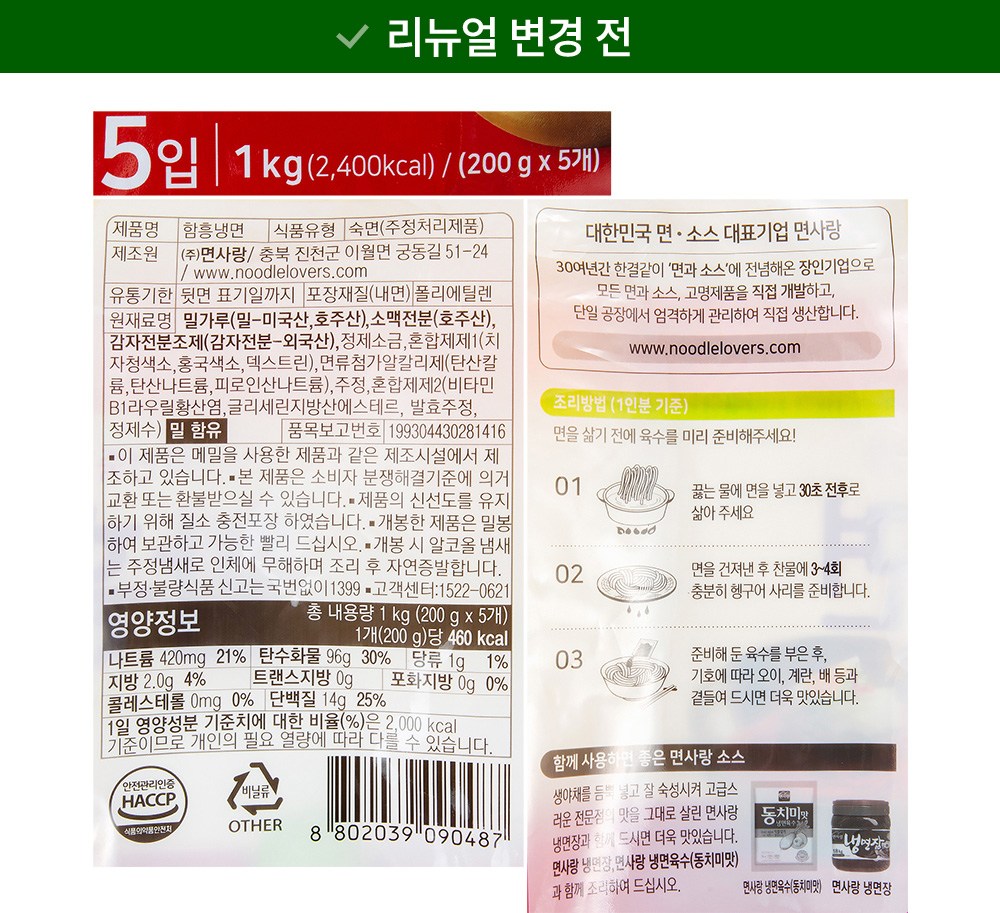 리뉴얼 변경 전
5입 1kg(2,400kcal) / (200 g x 5개)
제품명 함흥냉면 식품유형 숙면(주정처리제품)
제조원 (주)면사랑/ 충북 진천군 이월면 궁동길 51-24
/ www.noodlelovers.com
유통기한 뒷면 표기일까지 포장재질(내면) 폴리에틸렌
원재료명 밀가루(밀-미국산,호주산),소맥전분(호주산),
감자전분조제(감자전분-외국산),정제소금,혼합제제1(치
자청색소,홍국색소,덱스트린),면류첨가알칼리제(탄산칼
륨,탄산나트륨,피로인산나트륨),주정,혼합제제2(비타민
B1라우릴황산염,글리세린지방산에스테르, 발효주정,
정제수) 밀 함유 품목보고번호 199304430281416
▪이 제품은 메밀을 사용한 제품과 같은 제조시설에서 제
조하고 있습니다.▪본 제품은 소비자 분쟁해결기준에 의거
교환 또는 환불받으실 수 있습니다.▪제품의 신선도를 유지
하기 위해 질소 충전포장 하였습니다.▪개봉한 제품은 밀봉
하여 보관하고 가능한 빨리 드십시오.▪개봉 시 알코올 냄새
는 주정냄새로 인체에 무해하며 조리 후 자연증발합니다.
▪부정·불량식품 신고는 국번없이 1399 ▪고객센터:1522-0621
영양정보 총 내용량 1 kg (200 g x 5개)
1개(200 g)당 460 kcal
나트륨 420mg 21% 탄수화물 96g 30% 당류 1g 1%
지방 2.0g 4% 트랜스지방 0g 포화지방 0g 0%
콜레스테롤 0mg 0% 단백질 14g 25%
1일 영양성분 기준치에 대한 비율(%)은 2,000 kcal
기준이므로 개인의 필요 열량에 따라 다를 수 있습니다.
안전관리인증
HACCP
식품의약품안전처
비닐류
OTHER
8 802039 090487
대한민국 면·소스 대표기업 면사랑
30여년간 한결같이 '면과 소스'에 전념해온 장인기업으로
모든 면과 소스, 고명제품을 직접 개발하고,
단일 공장에서 엄격하게 관리하여 직접 생산합니다.
www.noodlelovers.com
조리방법 (1인분 기준)
면을 삶기 전에 육수를 미리 준비해주세요!
01 끓는 물에 면을 넣고 30초 전후로
삶아 주세요
02 면을 건져낸 후 찬물에 3~4회
충분히 헹구어 사리를 준비합니다.
03 준비해 둔 육수를 부은 후,
기호에 따라 오이, 계란, 배 등과
곁들여 드시면 더욱 맛있습니다.
함께 사용하면 좋은 면사랑 소스
생야채를 듬뿍 넣고 잘 숙성시켜 고급스
러운 전문점의 맛을 그대로 살린 면사랑
냉면장과 함께 드시면 더욱 맛있습니다.
면사랑 냉면장,면사랑 냉면육수(동치미맛)
과 함께 조리하여 드십시오.
동치미맛
냉면육수
냉면장
면사랑 냉면육수(동치미맛) 면사랑 냉면장